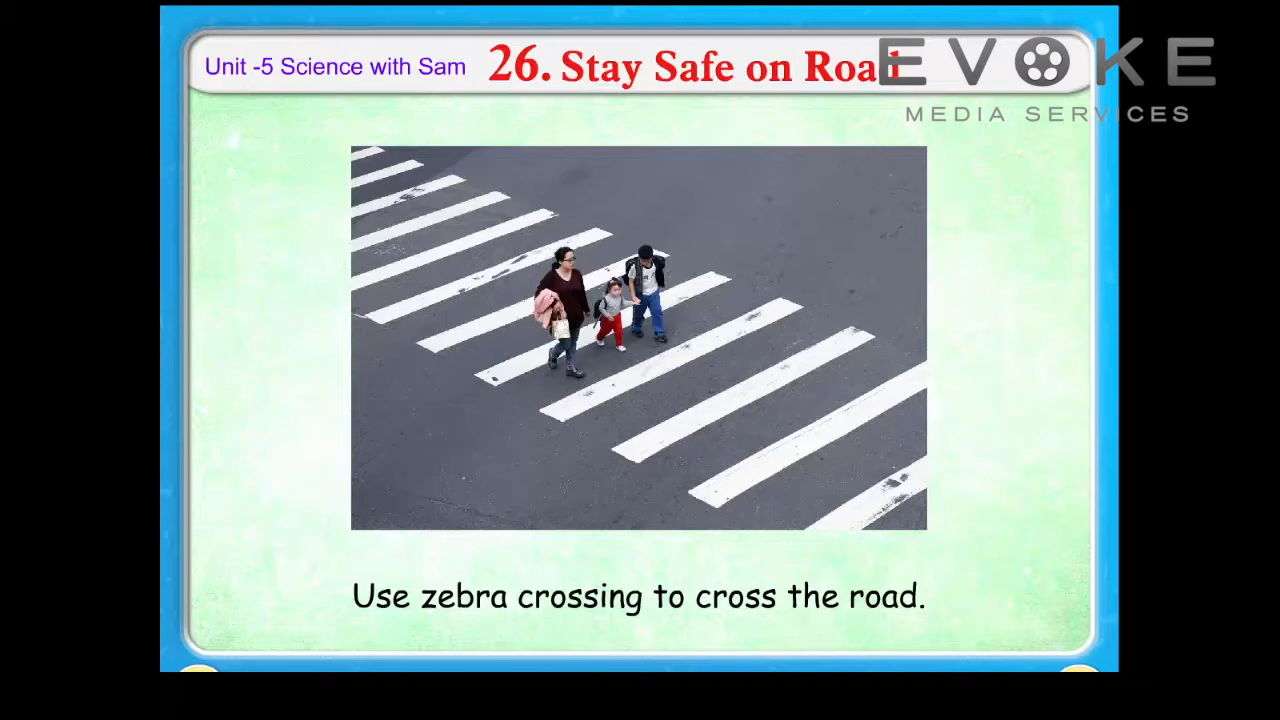 Unit -5 Science with Sam
26. Stay Safe on Road
EVOKE
MEDIA SERVICES
Use zebra crossing to cross the road.